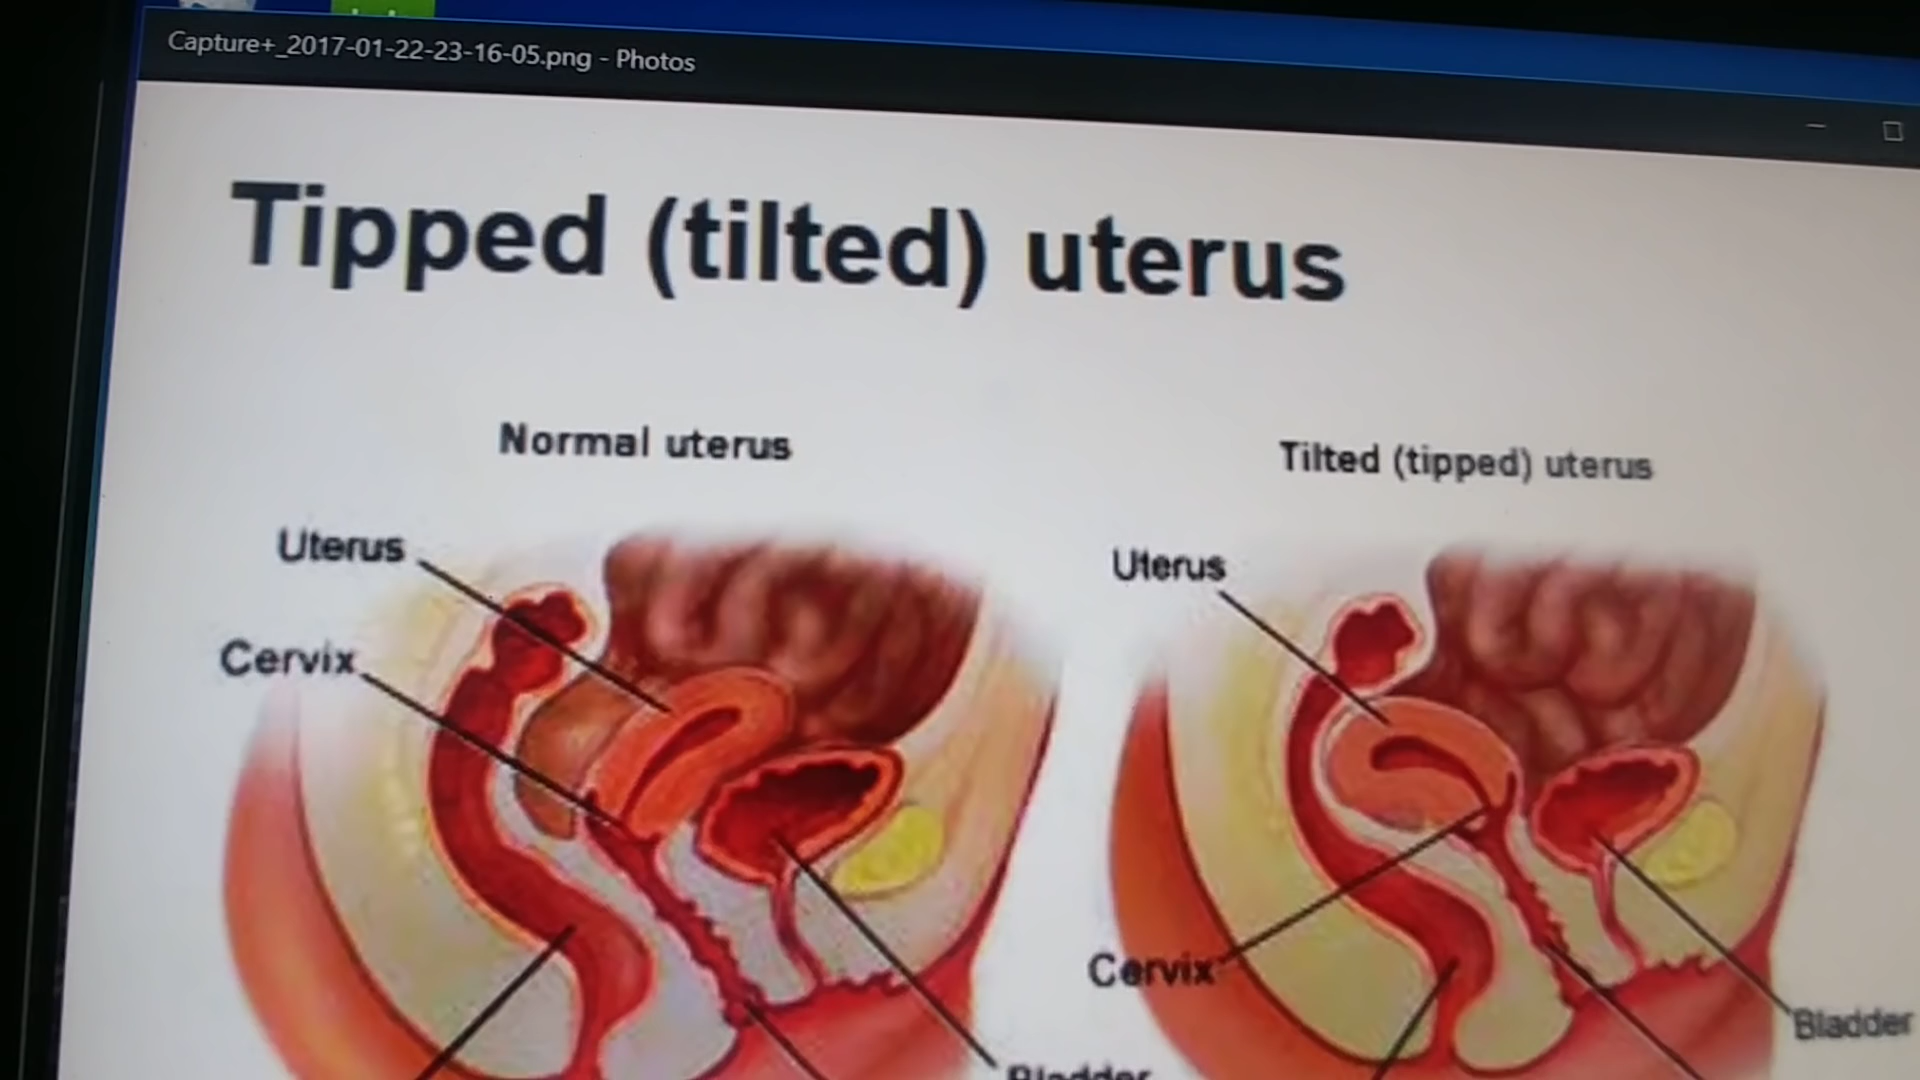 Capture+_2017-01-22-23-16-05.png - Photos
Tipped (tilted) uterus
Normal uterus
Tilted (tipped) uterus
Uterus
Cervix
Bladder
Uterus
Cervix
Bladder